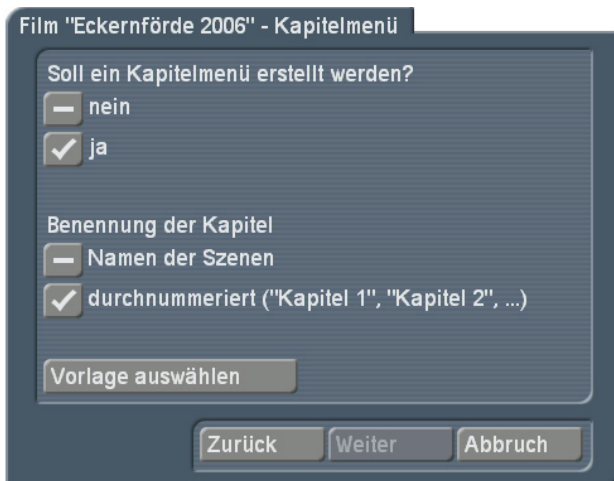 Film "Eckernförde 2006" - Kapitelmenü
Soll ein Kapitelmenü erstellt werden?
nein
ja
Benennung der Kapitel
Namen der Szenen
durchnummeriert ("Kapitel 1", "Kapitel 2", ...)
Vorlage auswählen
Zurück Weiter Abbruch